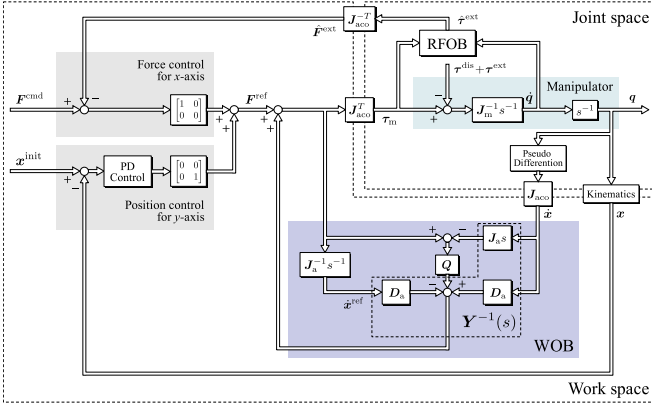 Joint space
J_aco^{-T}
F̂^ext
τ̂^ext
RFOB
τ^dis + τ^ext
Force control
for x-axis
F^cmd
+
−
[1 0
0 0]
+
+
F^ref
+
+
J_aco^T
τ_m
−
+
Manipulator
J_m^{-1}s^{-1}
q̇
s^{-1}
q
x^init
+
−
PD
Control
[0 0
0 1]
Position control
for y-axis
Pseudo
Differention
J_aco
Kinematics
ẋ
x
+
−
J_a s
J_a^{-1}s^{-1}
Q
ẋ^ref
D_a
−
+
D_a
Y^{-1}(s)
WOB
Work space